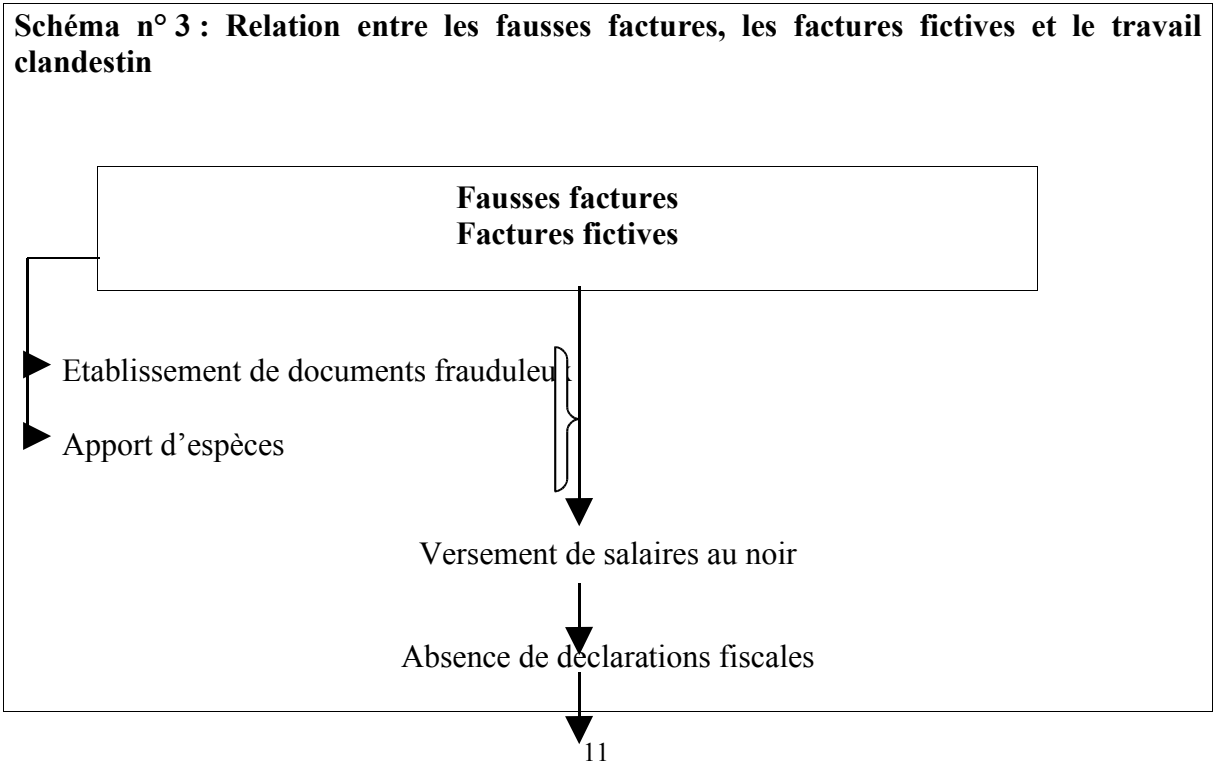 Schéma n° 3 : Relation entre les fausses factures, les factures fictives et le travail
clandestin
Fausses factures
Factures fictives
Etablissement de documents frauduleux
Apport d’espèces
Versement de salaires au noir
Absence de déclarations fiscales
11